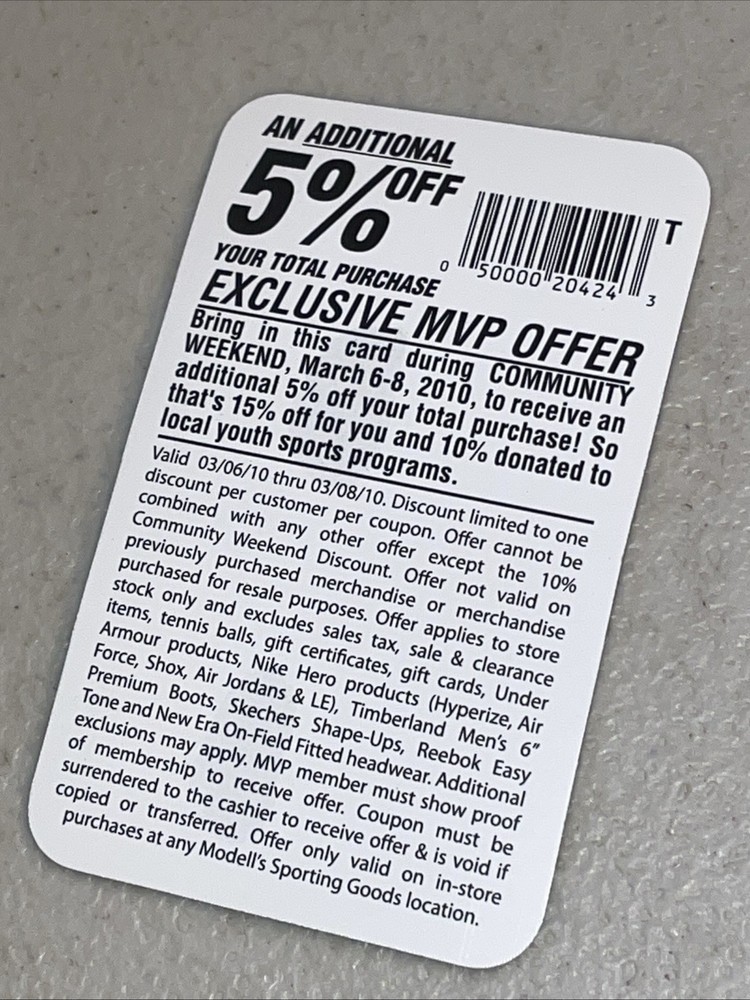 AN ADDITIONAL
5% OFF
YOUR TOTAL PURCHASE
T
0 50000 20424 3
EXCLUSIVE MVP OFFER
Bring in this card during COMMUNITY
WEEKEND, March 6-8, 2010, to receive an
additional 5% off your total purchase! So
that's 15% off for you and 10% donated to
local youth sports programs.
Valid 03/06/10 thru 03/08/10. Discount limited to one
discount per customer per coupon. Offer cannot be
combined with any other offer except the 10%
Community Weekend Discount. Offer not valid on
previously purchased merchandise or merchandise
purchased for resale purposes. Offer applies to store
stock only and excludes sales tax, sale & clearance
items, tennis balls, gift certificates, gift cards, Under
Armour products, Nike Hero products (Hyperize, Air
Force, Shox, Air Jordans & LE), Timberland Men's 6"
Premium Boots, Skechers Shape-Ups, Reebok Easy
Tone and New Era On-Field Fitted headwear. Additional
exclusions may apply. MVP member must show proof
of membership to receive offer. Coupon must be
surrendered to the cashier to receive offer & is void if
copied or transferred. Offer only valid on in-store
purchases at any Modell's Sporting Goods location.